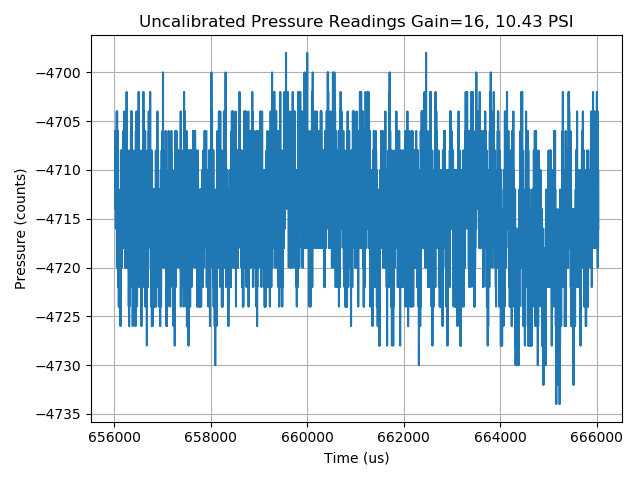 Uncalibrated Pressure Readings Gain=16, 10.43 PSI
Pressure (counts)
−4700
−4705
−4710
−4715
−4720
−4725
−4730
−4735
656000 658000 660000 662000 664000 666000
Time (us)